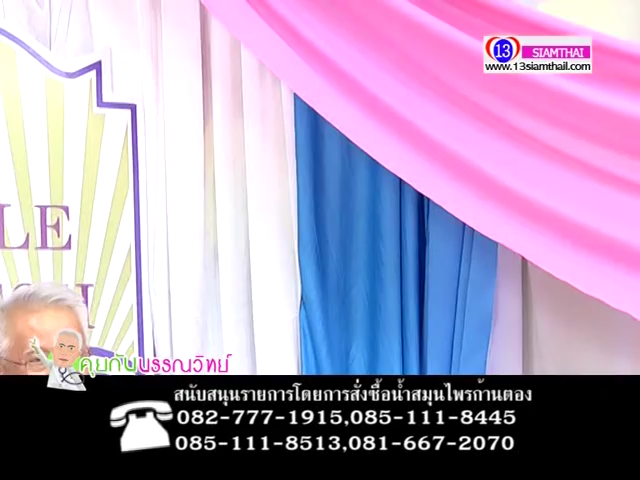 13 SIAMTHAI
www.13siamthail.com
LE
คุยกับบรรณวิทย์
สนับสนุนรายการโดยการสั่งซื้อน้ำสมุนไพรก้านตอง
082-777-1915,085-111-8445
085-111-8513,081-667-2070